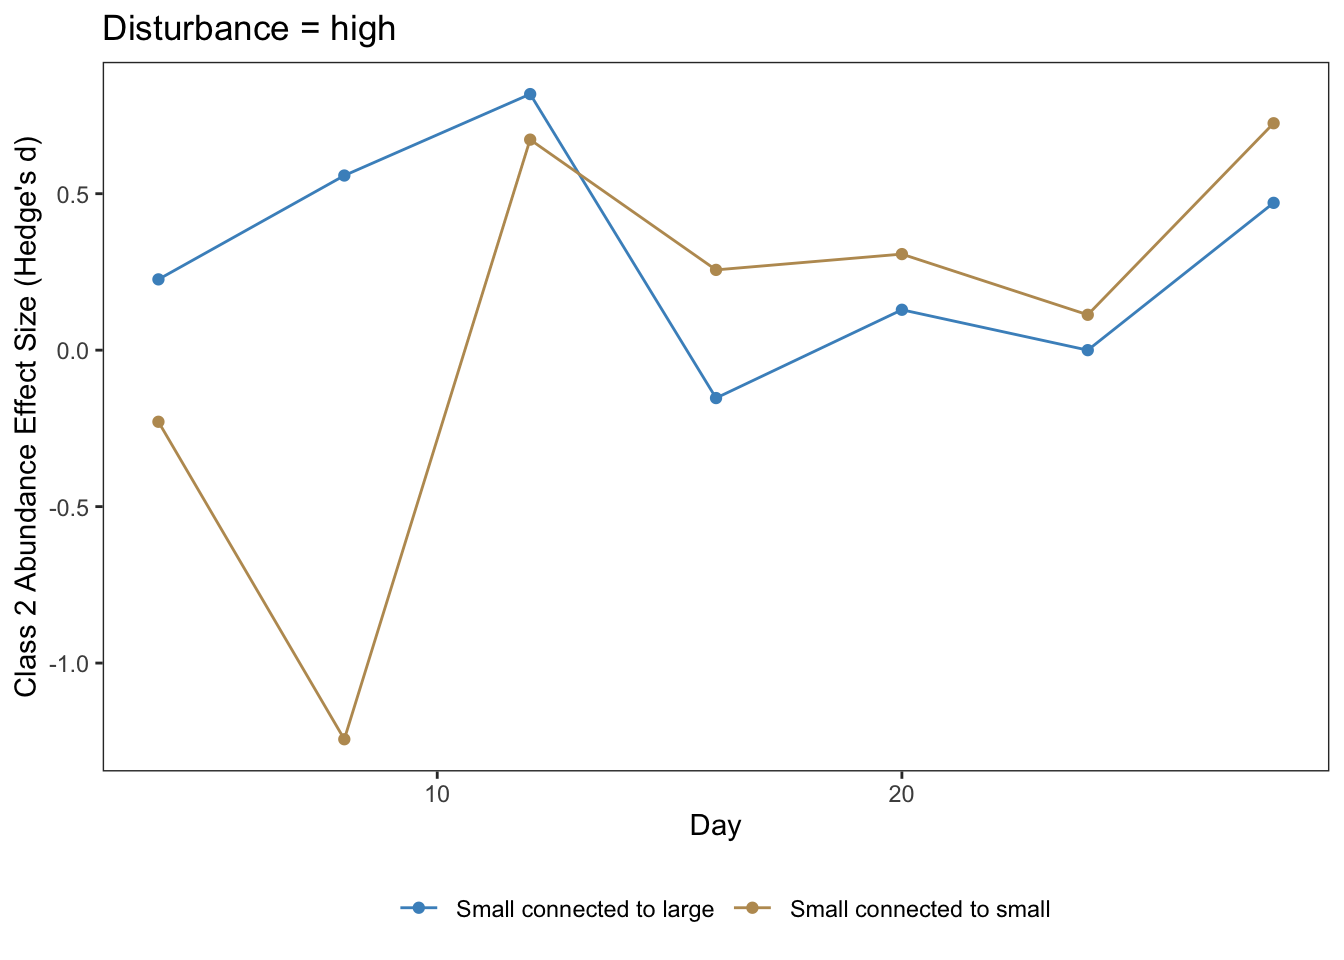 Disturbance = high
Class 2 Abundance Effect Size (Hedge's d)
0.5
0.0
-0.5
-1.0
10 20
Day
Small connected to large Small connected to small